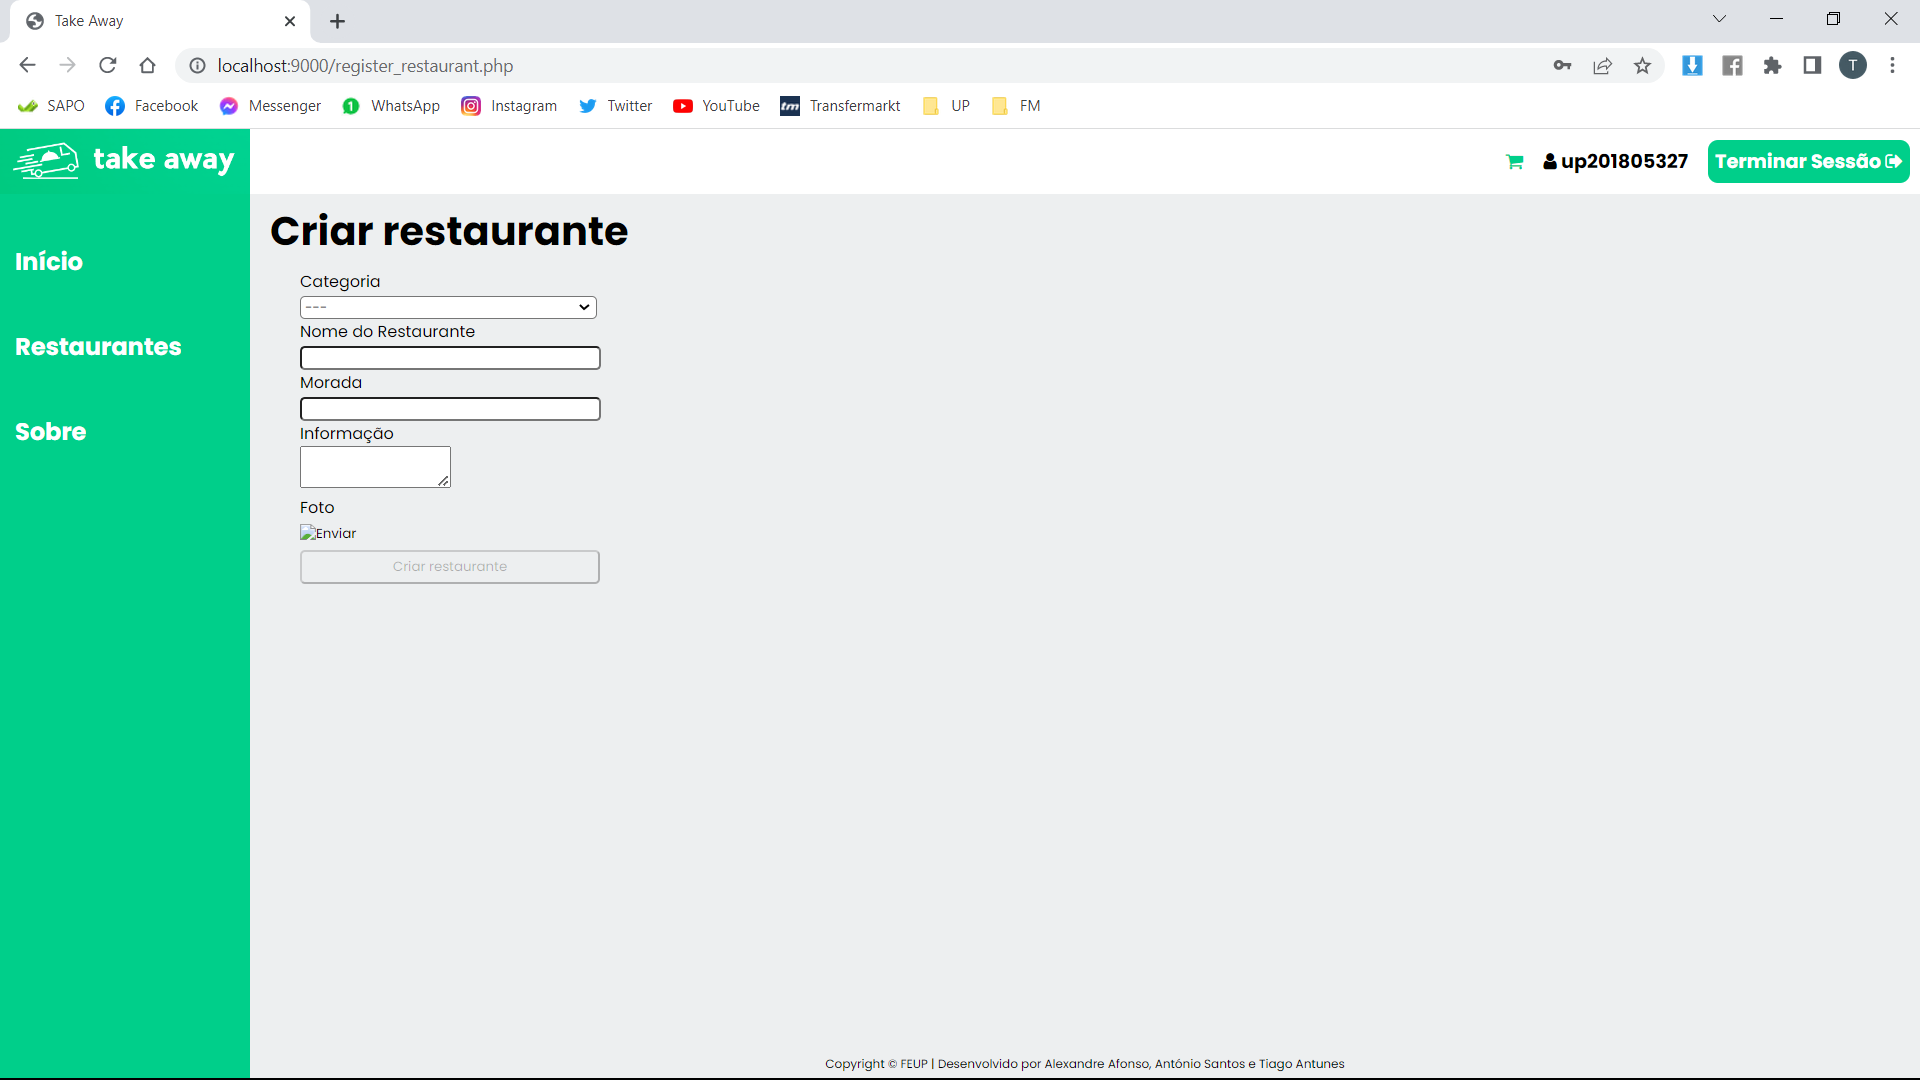 Take Away
localhost:9000/register_restaurant.php
T
SAPO Facebook Messenger WhatsApp Instagram Twitter YouTube tm Transfermarkt UP FM
take away
up201805327 Terminar Sessão
Início
Restaurantes
Sobre
Criar restaurante
Categoria
---
Nome do Restaurante
Morada
Informação
Foto
Enviar
Criar restaurante
Copyright © FEUP | Desenvolvido por Alexandre Afonso, António Santos e Tiago Antunes